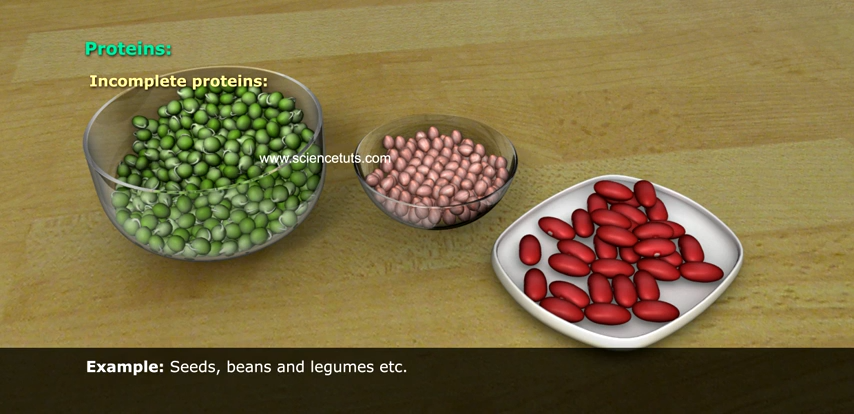 Proteins:
Incomplete proteins:
www.sciencetuts.com
Example: Seeds, beans and legumes etc.